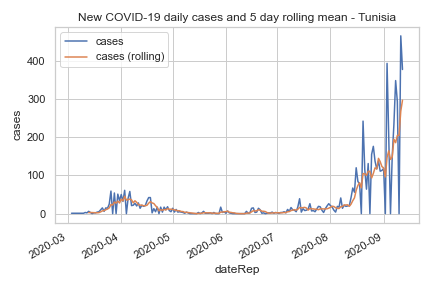 New COVID-19 daily cases and 5 day rolling mean - Tunisia
cases
cases (rolling)
400
300
200
100
0
cases
2020-03
2020-04
2020-05
2020-06
2020-07
2020-08
2020-09
dateRep